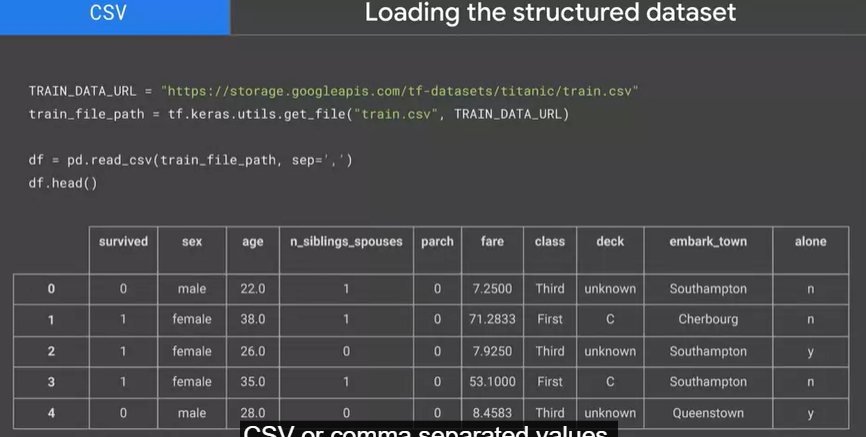 CSV
Loading the structured dataset
TRAIN_DATA_URL = "https://storage.googleapis.com/tf-datasets/titanic/train.csv"
train_file_path = tf.keras.utils.get_file("train.csv", TRAIN_DATA_URL)
df = pd.read_csv(train_file_path, sep=',')
df.head()
survived sex age n_siblings_spouses parch fare class deck embark_town alone
0 0 male 22.0 1 0 7.2500 Third unknown Southampton n
1 1 female 38.0 1 0 71.2833 First C Cherbourg n
2 1 female 26.0 0 0 7.9250 Third unknown Southampton y
3 1 female 35.0 1 0 53.1000 First C Southampton n
4 0 male 28.0 0 0 8.4583 Third unknown Queenstown y
CSV or comma separated values